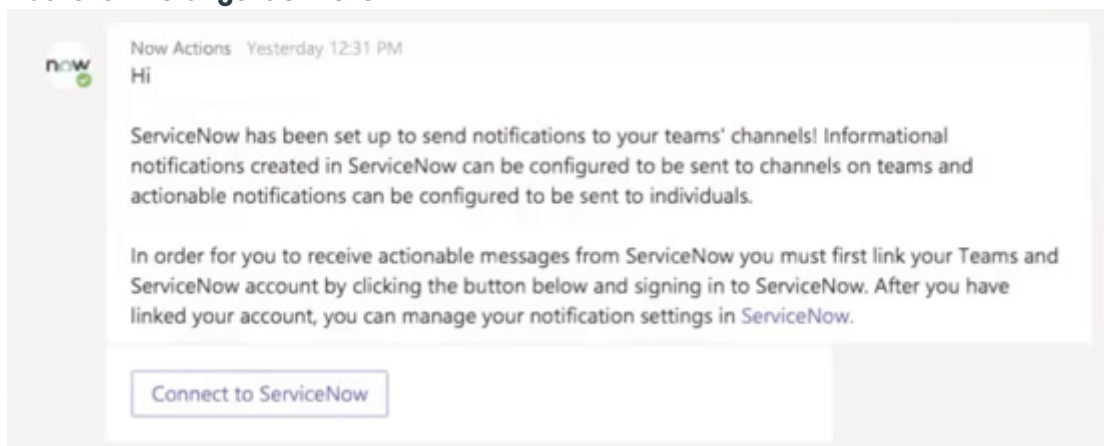 now
Now Actions Yesterday 12:31 PM
Hi
ServiceNow has been set up to send notifications to your teams' channels! Informational
notifications created in ServiceNow can be configured to be sent to channels on teams and
actionable notifications can be configured to be sent to individuals.
In order for you to receive actionable messages from ServiceNow you must first link your Teams and
ServiceNow account by clicking the button below and signing in to ServiceNow. After you have
linked your account, you can manage your notification settings in ServiceNow.
Connect to ServiceNow